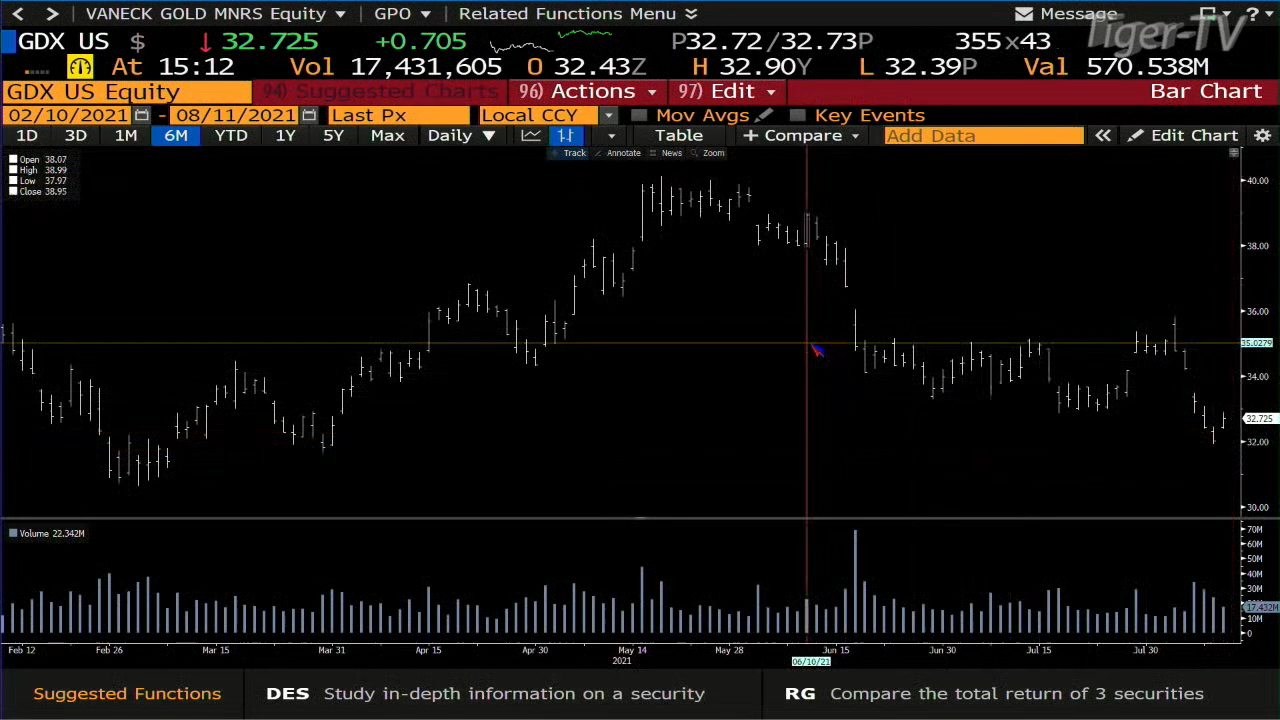 VANECK GOLD MNRS Equity GPO Related Functions Menu Message ?
Tiger-TV
GDX US $ ↓ 32.725 +0.705 P32.72/32.73P 355x43
At 15:12 Vol 17,431,605 O 32.43Z H 32.90Y L 32.39P Val 570.538M
GDX US Equity 94) Suggested Charts 96) Actions 97) Edit Bar Chart
02/10/2021 - 08/11/2021 Last Px Local CCY Mov Avgs Key Events
1D 3D 1M 6M YTD 1Y 5Y Max Daily ▼ Table + Compare Add Data « Edit Chart
Track Annotate News Zoom
Open 38.07
High 38.99
Low 37.97
Close 38.95
40.00
38.00
36.00
35.0279
34.00
32.725
32.00
30.00
Volume 22.342M
70M
60M
50M
40M
30M
17.432M
10M
0
Feb 12 Feb 26 Mar 15 Mar 31 Apr 15 Apr 30 May 14 May 28 Jun 15 Jun 30 Jul 15 Jul 30
2021 06/10/21
Suggested Functions DES Study in-depth information on a security RG Compare the total return of 3 securities